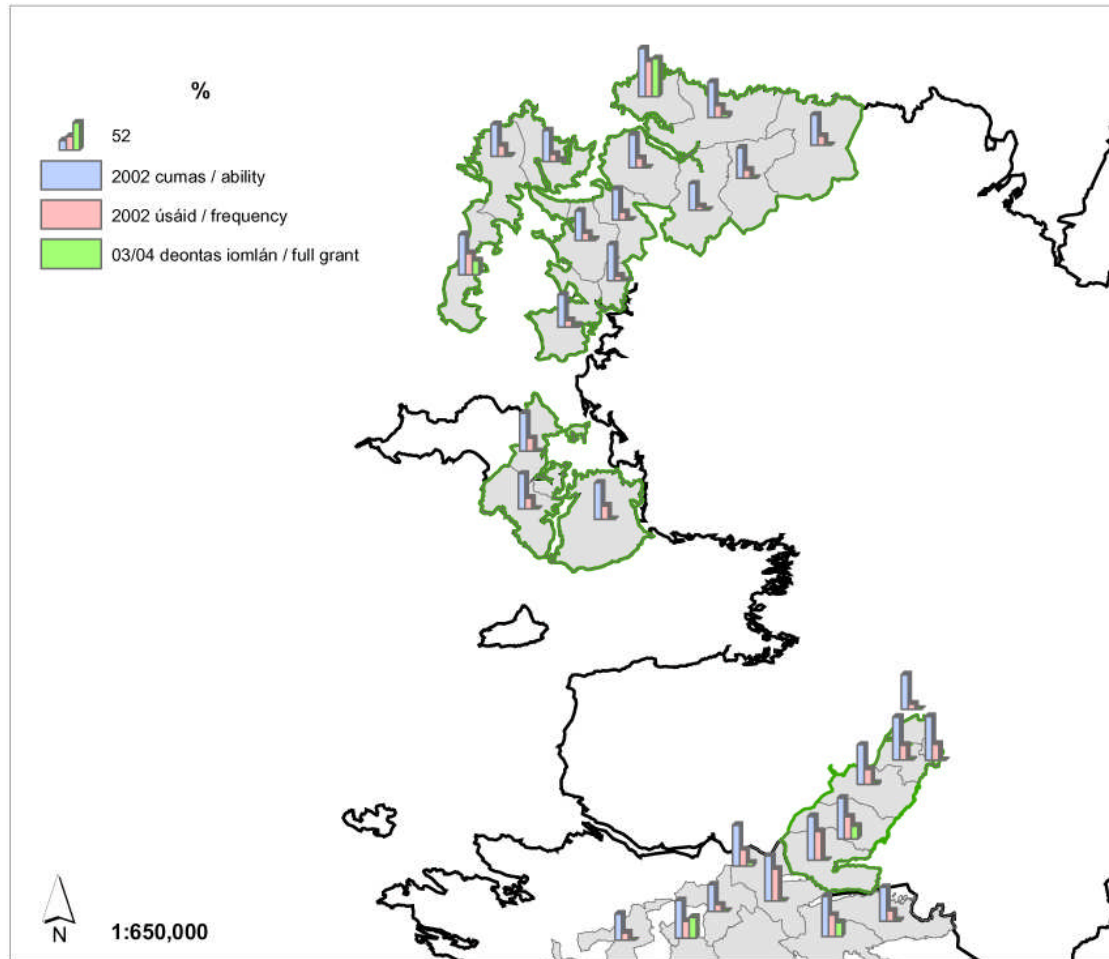 %
52
2002 cumas / ability
2002 úsáid / frequency
03/04 deontas iomlán / full grant
N
1:650,000